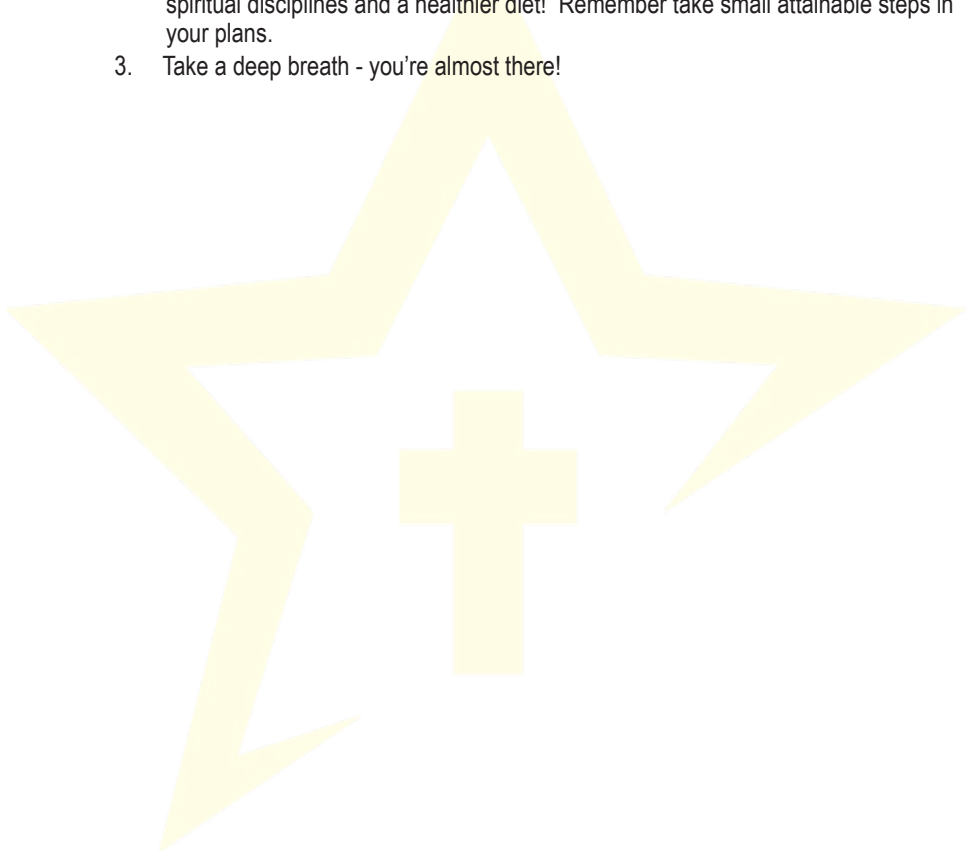 spiritual disciplines and a healthier diet!  Remember take small attainable steps in
your plans.
3. Take a deep breath - you're almost there!